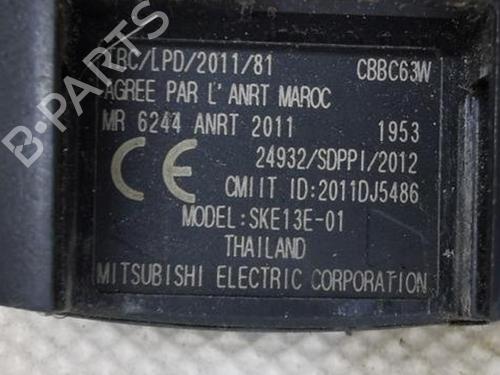 TRC/LPD/2011/81 CBBC63W
AGREE PAR L' ANRT MAROC
MR 6244 ANRT 2011 1953
24932/SDPPI/2012
CE CMIIT ID:2011DJ5486
MODEL:SKE13E-01
THAILAND
MITSUBISHI ELECTRIC CORPORATION
B-PARTS